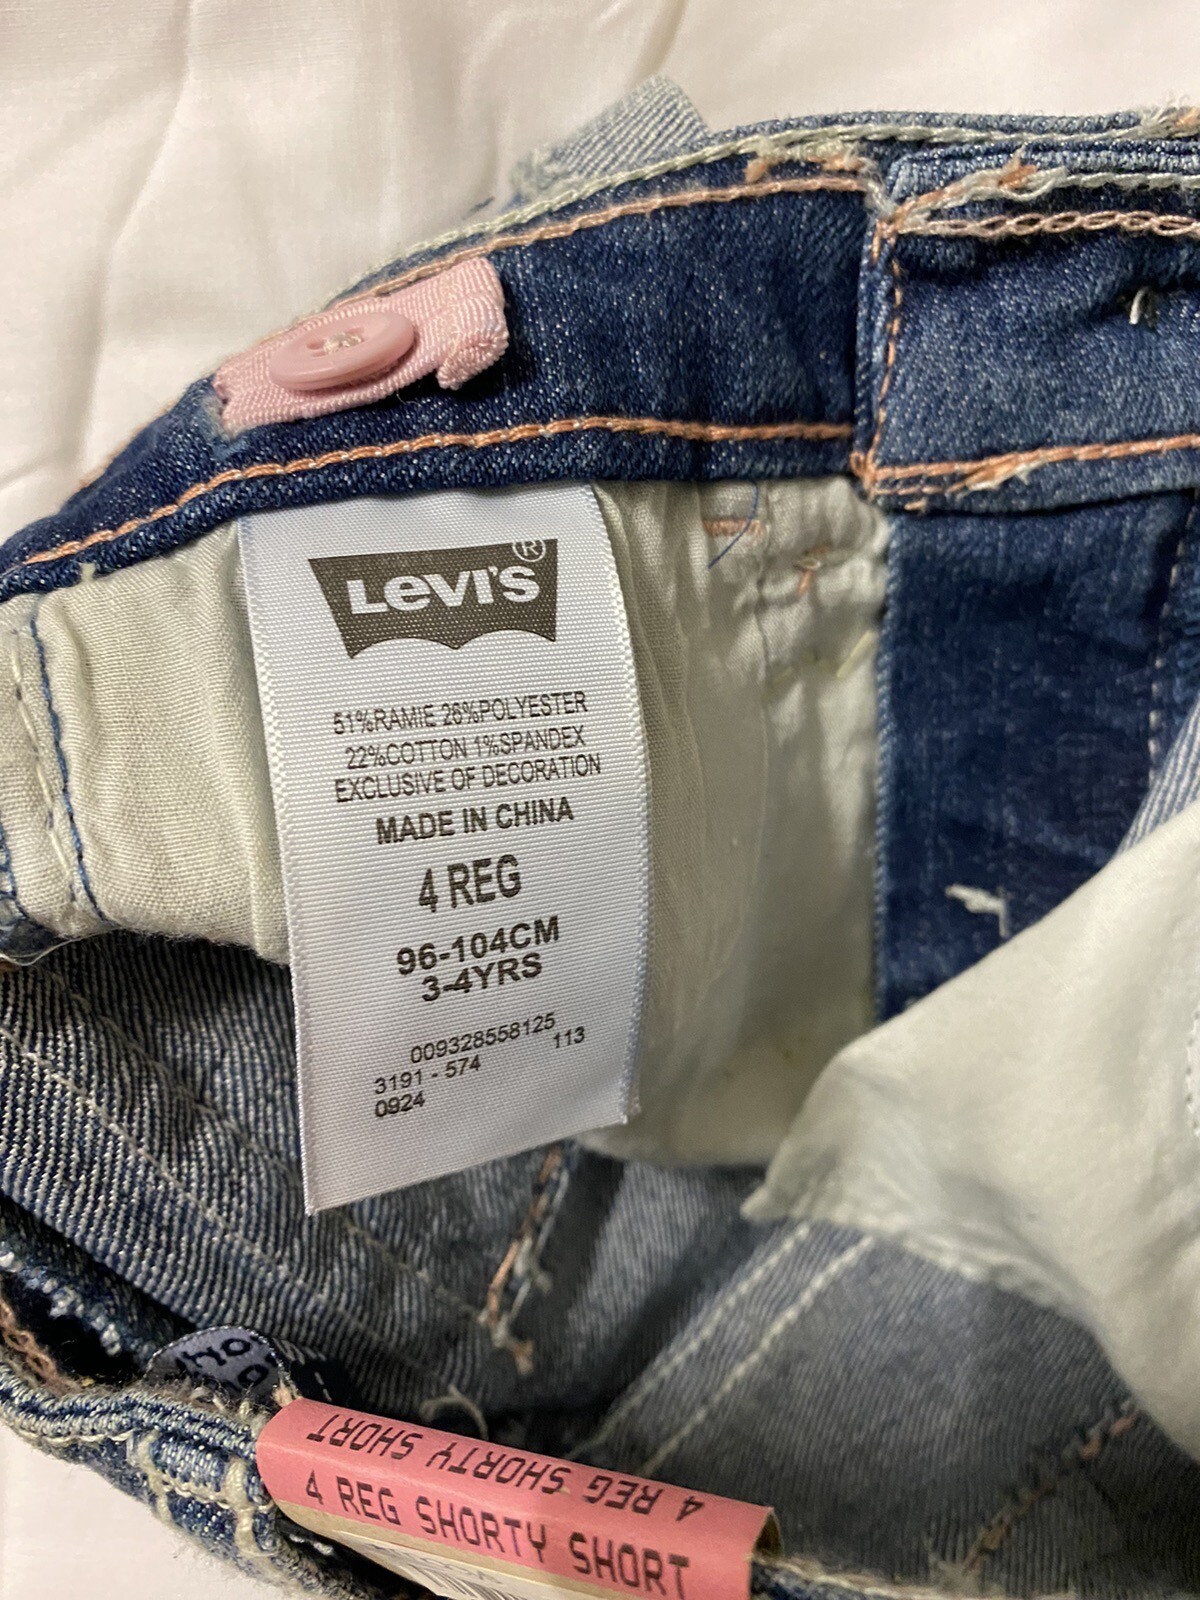 LEVI'S®
51%RAMIE 26%POLYESTER
22%COTTON 1%SPANDEX
EXCLUSIVE OF DECORATION
MADE IN CHINA
4 REG
96-104CM
3-4YRS
009328558125
3191 - 574 113
0924
4 REG SHORTY SHORT
4 REG SHORTY SHORT